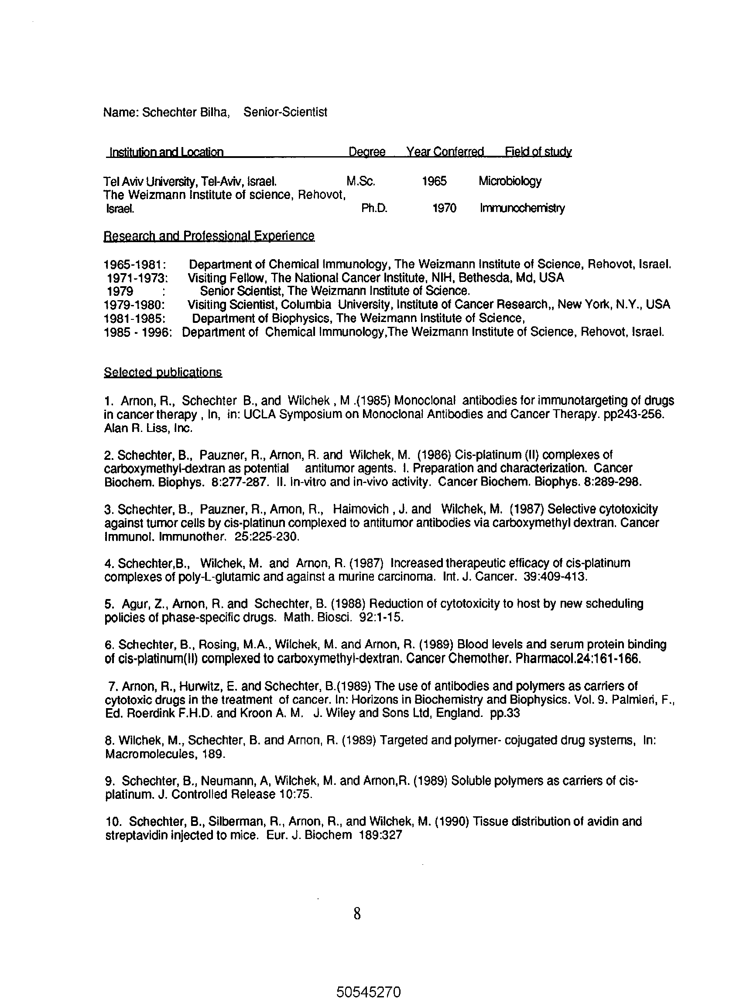 Name: Schechter Bilha, Senior-Scientist
Institution and Location Degree Year Conferred Field of study
Tel Aviv University, Tel-Aviv, Israel. M.Sc. 1965 Microbiology
The Weizmann Institute of science, Rehovot,
Israel. Ph.D. 1970 Immunochemistry
Research and Professional Experience
1965-1981: Department of Chemical Immunology, The Weizmann Institute of Science, Rehovot, Israel.
1971-1973: Visiting Fellow, The National Cancer Institute, NIH, Bethesda, Md, USA
1979 : Senior Scientist, The Weizmann Institute of Science.
1979-1980: Visiting Scientist, Columbia University, Institute of Cancer Research,, New York, N.Y., USA
1981-1985: Department of Biophysics, The Weizmann Institute of Science,
1985 - 1996: Department of Chemical Immunology,The Weizmann Institute of Science, Rehovot, Israel.
Selected publications
1. Arnon, R., Schechter B., and Wilchek , M .(1985) Monoclonal antibodies for immunotargeting of drugs
in cancer therapy , In, in: UCLA Symposium on Monoclonal Antibodies and Cancer Therapy. pp243-256.
Alan R. Liss, Inc.
2. Schechter, B., Pauzner, R., Arnon, R. and Wilchek, M. (1986) Cis-platinum (II) complexes of
carboxymethyl-dextran as potential antitumor agents. I. Preparation and characterization. Cancer
Biochem. Biophys. 8:277-287. II. In-vitro and in-vivo activity. Cancer Biochem. Biophys. 8:289-298.
3. Schechter, B., Pauzner, R., Arnon, R., Haimovich , J. and Wilchek, M. (1987) Selective cytotoxicity
against tumor cells by cis-platinun complexed to antitumor antibodies via carboxymethyl dextran. Cancer
Immunol. Immunother. 25:225-230.
4. Schechter,B., Wilchek, M. and Arnon, R. (1987) Increased therapeutic efficacy of cis-platinum
complexes of poly-L-glutamic and against a murine carcinoma. Int. J. Cancer. 39:409-413.
5. Agur, Z., Arnon, R. and Schechter, B. (1988) Reduction of cytotoxicity to host by new scheduling
policies of phase-specific drugs. Math. Biosci. 92:1-15.
6. Schechter, B., Rosing, M.A., Wilchek, M. and Arnon, R. (1989) Blood levels and serum protein binding
of cis-platinum(II) complexed to carboxymethyl-dextran. Cancer Chemother. Pharmacol.24:161-166.
7. Arnon, R., Hurwitz, E. and Schechter, B.(1989) The use of antibodies and polymers as carriers of
cytotoxic drugs in the treatment of cancer. In: Horizons in Biochemistry and Biophysics. Vol. 9. Palmieri, F.,
Ed. Roerdink F.H.D. and Kroon A. M. J. Wiley and Sons Ltd, England. pp.33
8. Wilchek, M., Schechter, B. and Arnon, R. (1989) Targeted and polymer- cojugated drug systems, In:
Macromolecules, 189.
9. Schechter, B., Neumann, A, Wilchek, M. and Arnon,R. (1989) Soluble polymers as carriers of cis-
platinum. J. Controlled Release 10:75.
10. Schechter, B., Silberman, R., Arnon, R., and Wilchek, M. (1990) Tissue distribution of avidin and
streptavidin injected to mice. Eur. J. Biochem 189:327
8
50545270